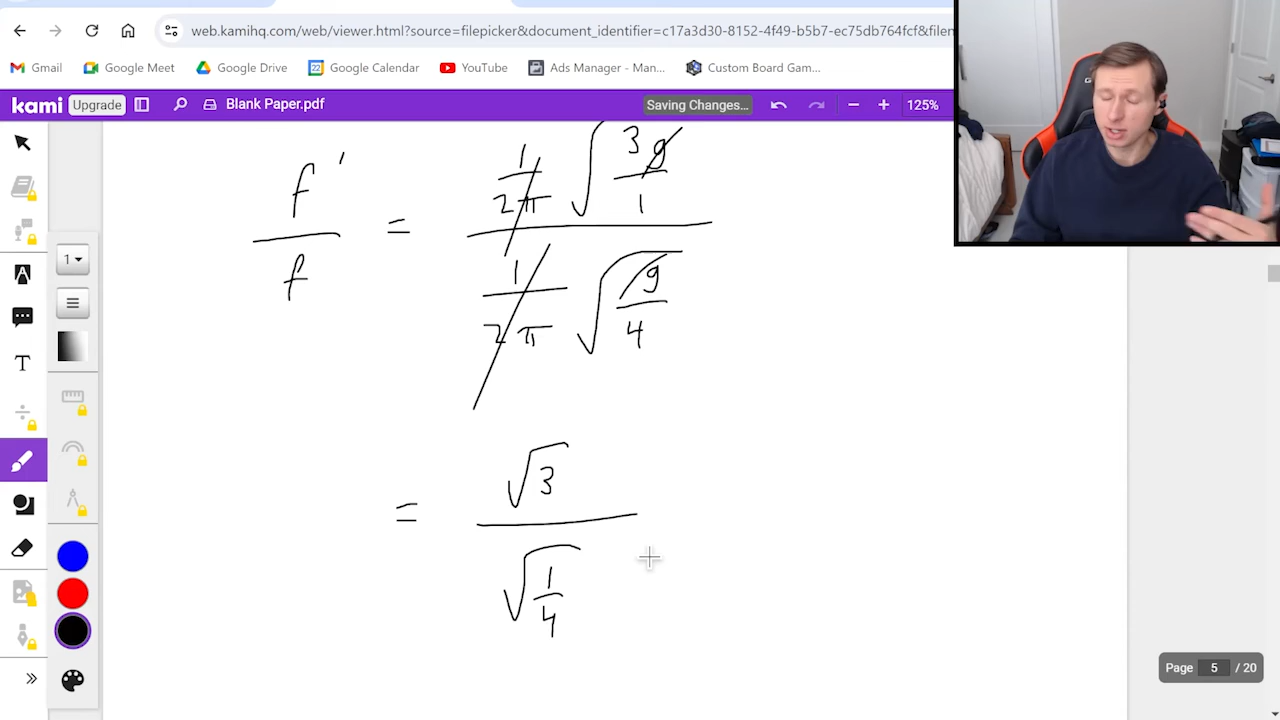 web.kamihq.com/web/viewer.html?source=filepicker&document_identifier=c17a3d30-8152-4f49-b5b7-ec75db764fcf&filen
Gmail Google Meet Google Drive 22 Google Calendar YouTube Ads Manager - Man... Custom Board Gam...
kami Upgrade Blank Paper.pdf Saving Changes... 125%
f' / f = (1/2π √(3g/1)) / (1/2π √(g/4))
= √3 / √(1/4)
1
A
T
Page 5 / 20